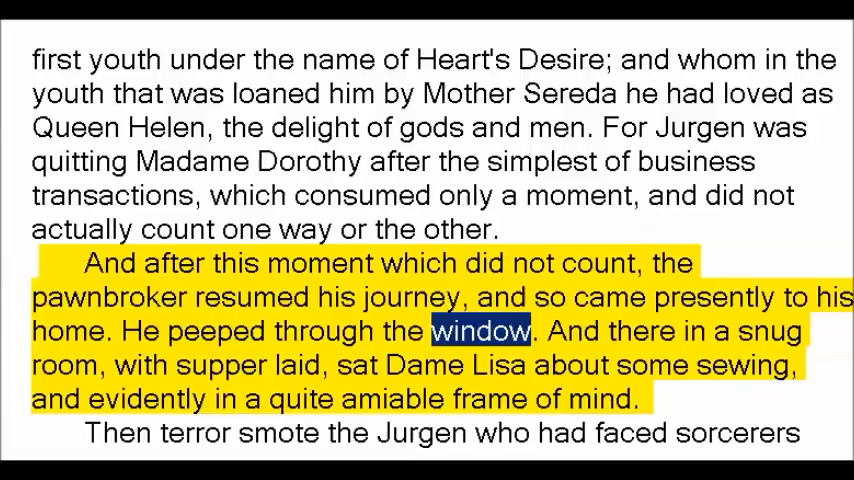 first youth under the name of Heart's Desire; and whom in the
youth that was loaned him by Mother Sereda he had loved as
Queen Helen, the delight of gods and men. For Jurgen was
quitting Madame Dorothy after the simplest of business
transactions, which consumed only a moment, and did not
actually count one way or the other.
And after this moment which did not count, the
pawnbroker resumed his journey, and so came presently to his
home. He peeped through the window. And there in a snug
room, with supper laid, sat Dame Lisa about some sewing,
and evidently in a quite amiable frame of mind.
Then terror smote the Jurgen who had faced sorcerers